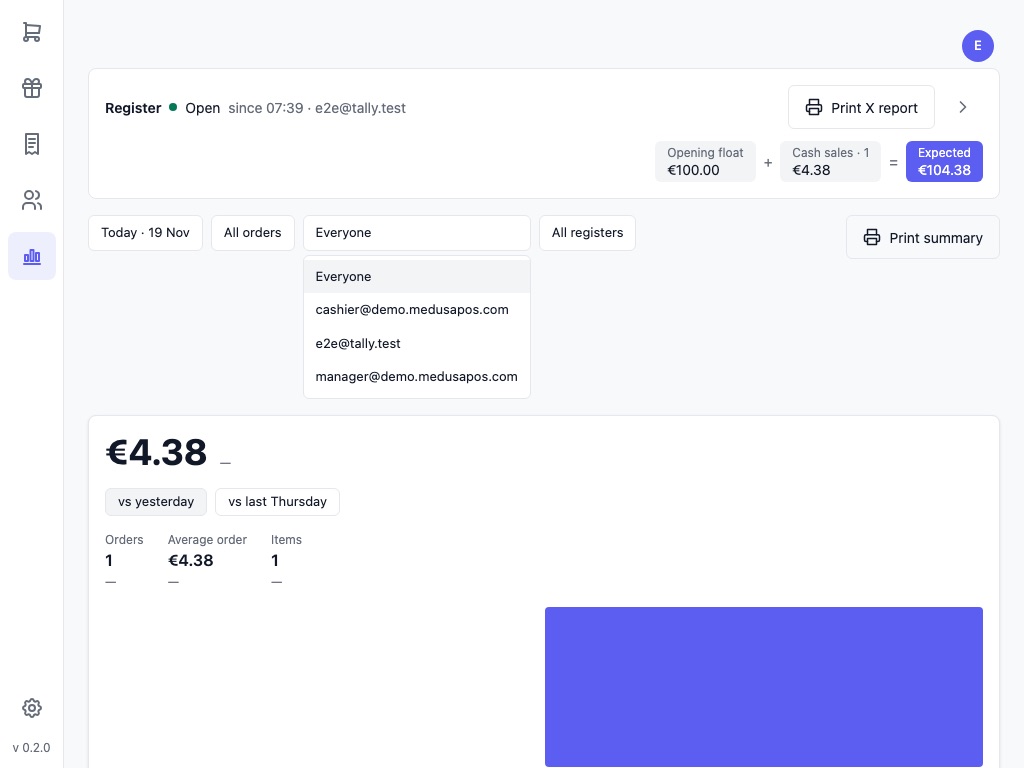 E
Register Open since 07:39 · e2e@tally.test
Print X report
Opening float
€100.00
+
Cash sales · 1
€4.38
=
Expected
€104.38
Today · 19 Nov
All orders
Everyone
All registers
Print summary
Everyone
cashier@demo.medusapos.com
e2e@tally.test
manager@demo.medusapos.com
€4.38 –
vs yesterday
vs last Thursday
Orders
1
—
Average order
€4.38
—
Items
1
—
v 0.2.0